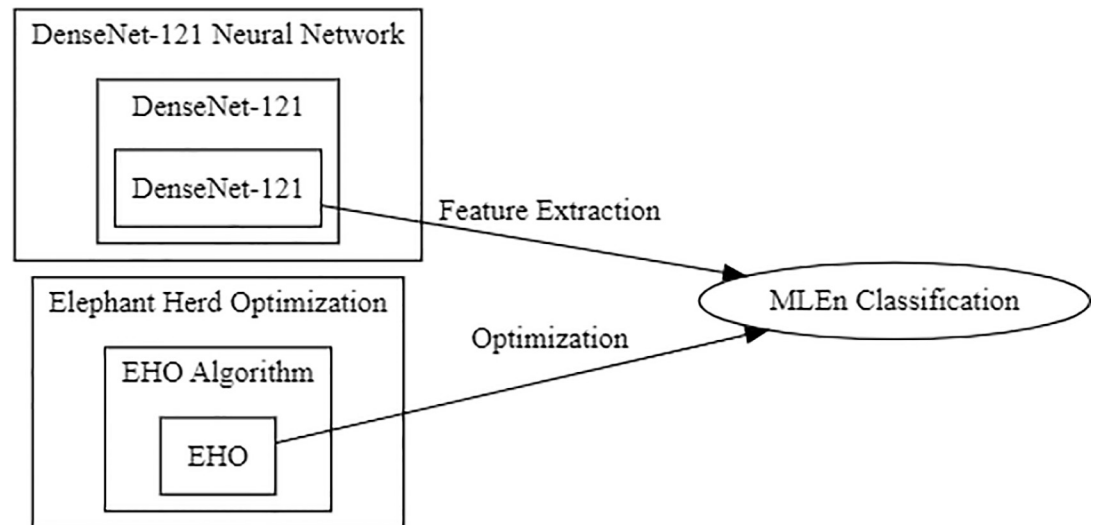 DenseNet-121 Neural Network
DenseNet-121
DenseNet-121
Feature Extraction
Elephant Herd Optimization
EHO Algorithm
EHO
Optimization
MLEn Classification